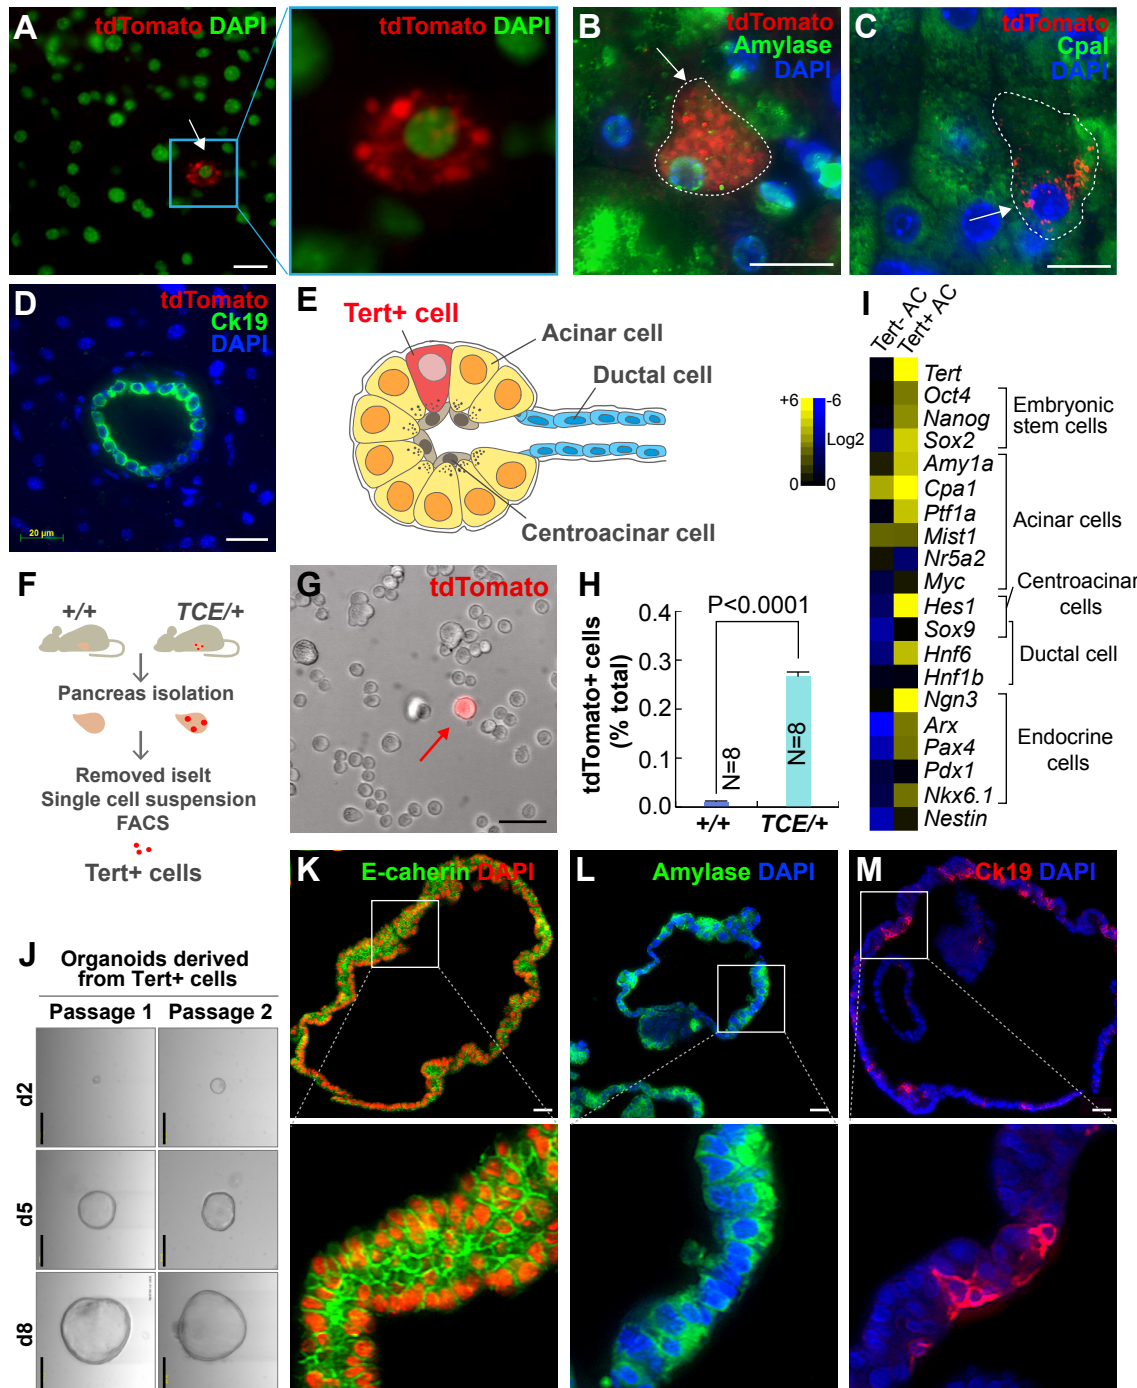 A
tdTomato DAPI
tdTomato DAPI
B
tdTomato
Amylase
DAPI
C
tdTomato
Cpal
DAPI
D
tdTomato
Ck19
DAPI
20 µm
E
Tert+ cell
Acinar cell
Ductal cell
Centroacinar cell
I
Tert- AC
Tert+ AC
+6
-6
Log2
0
0
Tert
Oct4
Nanog
Sox2
Amy1a
Cpa1
Ptf1a
Mist1
Nr5a2
Myc
Hes1
Sox9
Hnf6
Hnf1b
Ngn3
Arx
Pax4
Pdx1
Nkx6.1
Nestin
Embryonic
stem cells
Acinar cells
Centroacinar
cells
Ductal cell
Endocrine
cells
F
+/+
TCE/+
Pancreas isolation
Removed iselt
Single cell suspension
FACS
Tert+ cells
G
tdTomato
H
tdTomato+ cells
(% total)
0.4
0.3
0.2
0.1
0.0
P<0.0001
N=8
N=8
+/+
TCE/+
J
Organoids derived
from Tert+ cells
Passage 1
Passage 2
d2
d5
d8
K
E-caherin DAPI
L
Amylase DAPI
M
Ck19 DAPI